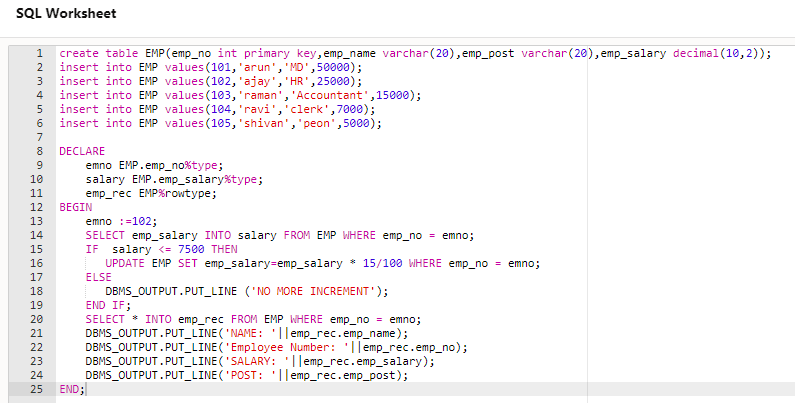 SQL Worksheet
1 create table EMP(emp_no int primary key,emp_name varchar(20),emp_post varchar(20),emp_salary decimal(10,2));
2 insert into EMP values(101,'arun','MD',50000);
3 insert into EMP values(102,'ajay','HR',25000);
4 insert into EMP values(103,'raman','Accountant',15000);
5 insert into EMP values(104,'ravi','clerk',7000);
6 insert into EMP values(105,'shivan','peon',5000);
7
8 DECLARE
9 emno EMP.emp_no%type;
10 salary EMP.emp_salary%type;
11 emp_rec EMP%rowtype;
12 BEGIN
13 emno :=102;
14 SELECT emp_salary INTO salary FROM EMP WHERE emp_no = emno;
15 IF  salary <= 7500 THEN
16 UPDATE EMP SET emp_salary=emp_salary * 15/100 WHERE emp_no = emno;
17 ELSE
18 DBMS_OUTPUT.PUT_LINE ('NO MORE INCREMENT');
19 END IF;
20 SELECT * INTO emp_rec FROM EMP WHERE emp_no = emno;
21 DBMS_OUTPUT.PUT_LINE('NAME: '||emp_rec.emp_name);
22 DBMS_OUTPUT.PUT_LINE('Employee Number: '||emp_rec.emp_no);
23 DBMS_OUTPUT.PUT_LINE('SALARY: '||emp_rec.emp_salary);
24 DBMS_OUTPUT.PUT_LINE('POST: '||emp_rec.emp_post);
25 END;